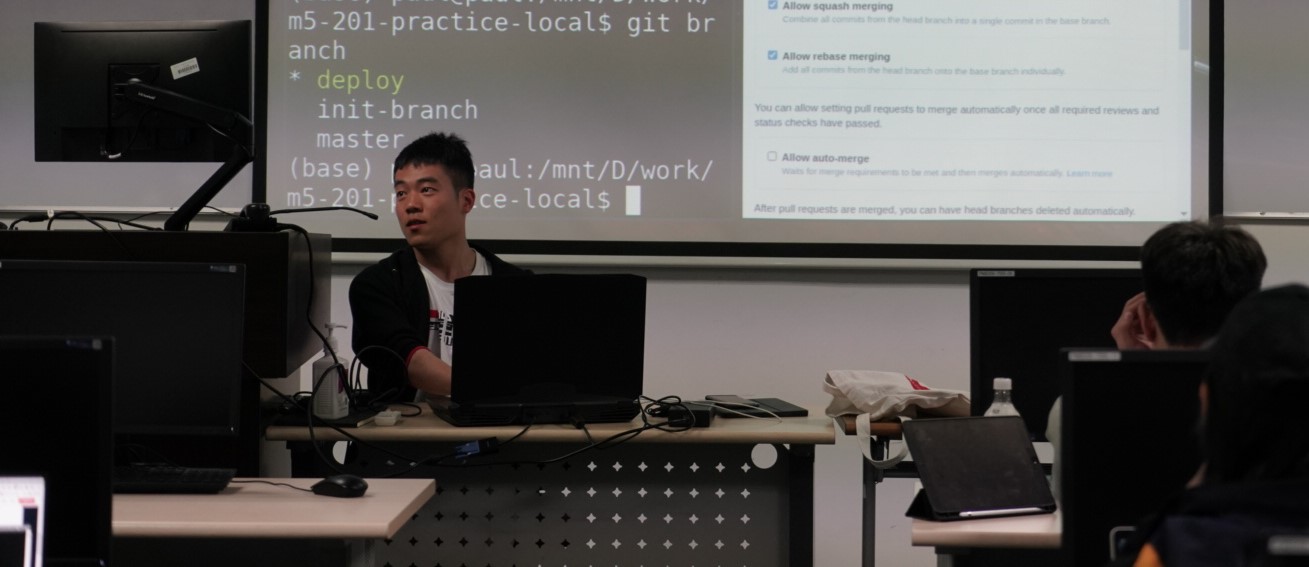 m5-201-practice-local$ git br
anch
* deploy
init-branch
master
(base) paul:/mnt/D/work/
m5-201-p ice-local$
Allow squash merging
Combine all commits from the head branch into a single commit in the base branch.
Allow rebase merging
Add all commits from the head branch onto the base branch individually.
You can allow setting pull requests to merge automatically once all required reviews and
status checks have passed.
Allow auto-merge
Waits for merge requirements to be met and then merges automatically. Learn more
After pull requests are merged, you can have head branches deleted automatically.